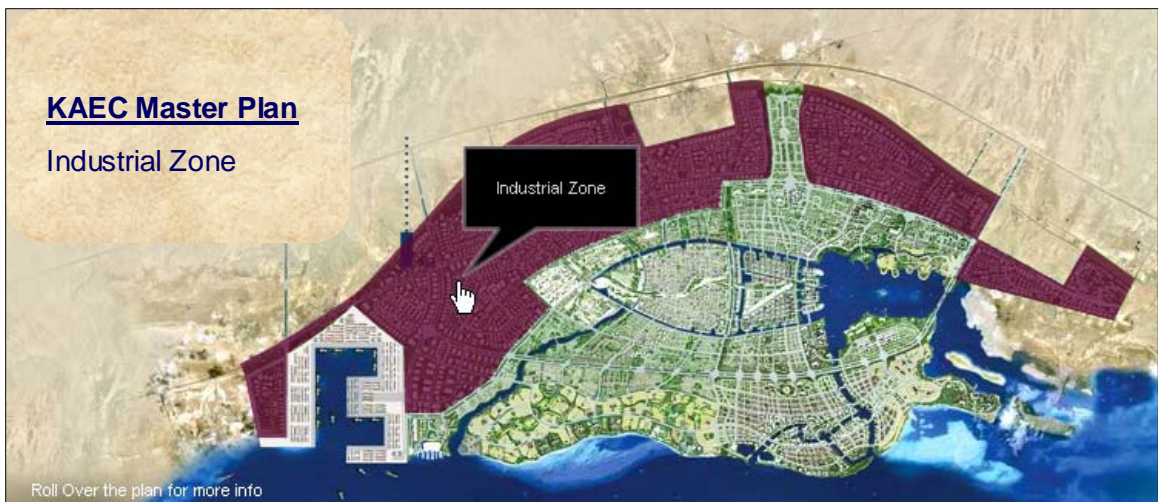 KAEC Master Plan
Industrial Zone
Industrial Zone
Roll Over the plan for more info